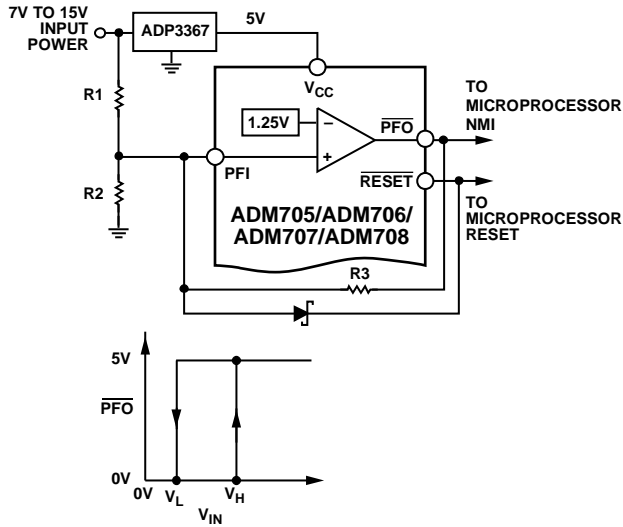 7V TO 15V
INPUT
POWER
ADP3367
5V
R1
VCC
1.25V
−
+
PFO
TO
MICROPROCESSOR
NMI
PFI
RESET
R2
ADM705/ADM706/
ADM707/ADM708
TO
MICROPROCESSOR
RESET
R3
5V
PFO
0V
0V
VL
VH
VIN